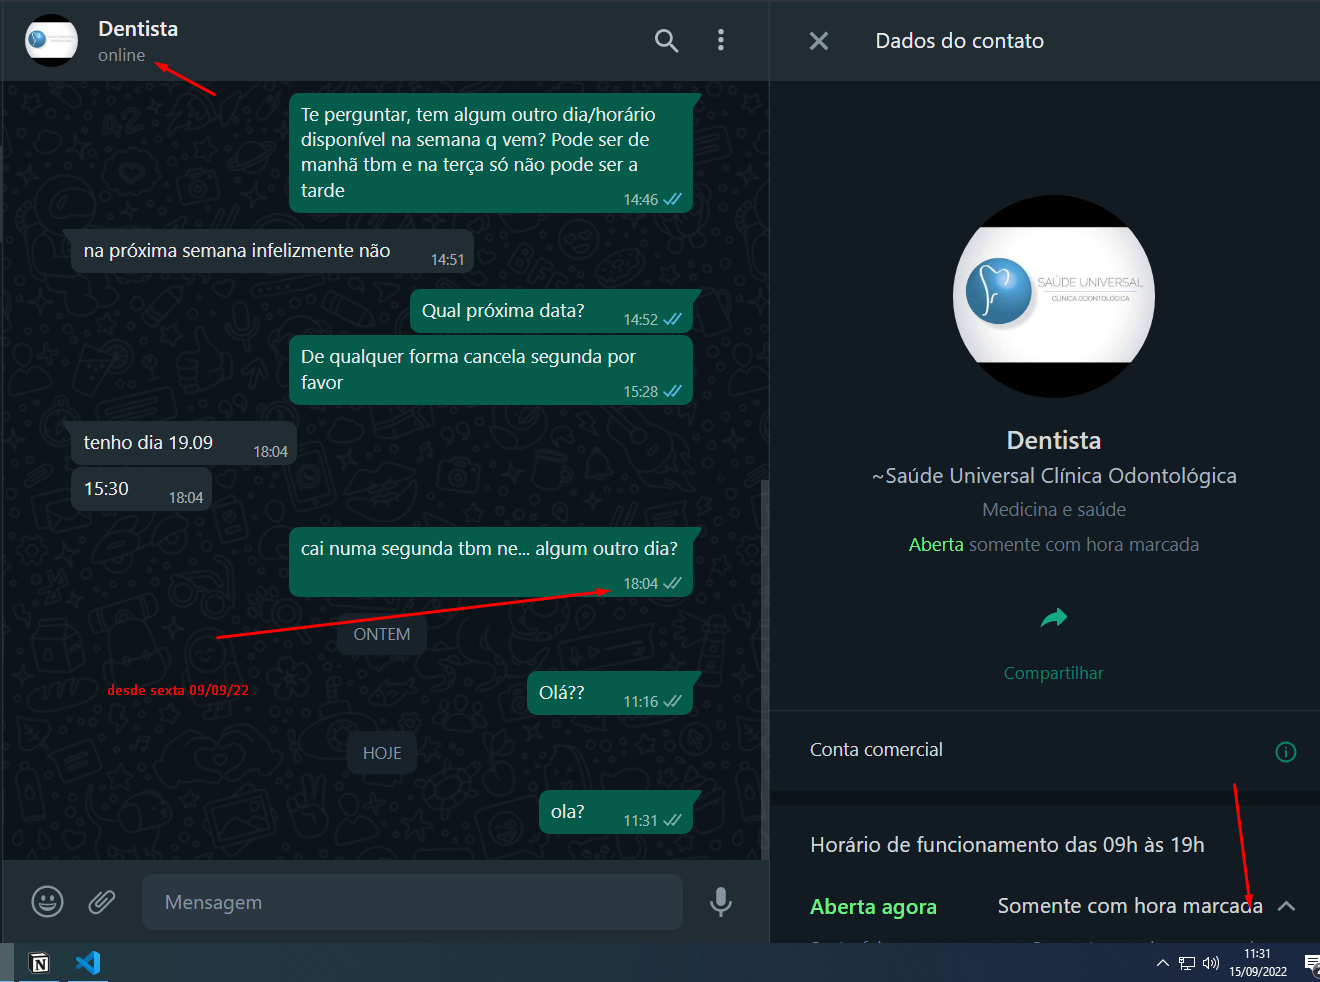 Dentista
online
Te perguntar, tem algum outro dia/horário
disponível na semana q vem? Pode ser de
manhã tbm e na terça só não pode ser a
tarde
14:46
na próxima semana infelizmente não
14:51
Qual próxima data?
14:52
De qualquer forma cancela segunda por
favor
15:28
tenho dia 19.09
18:04
15:30
18:04
cai numa segunda tbm ne... algum outro dia?
18:04
ONTEM
desde sexta 09/09/22
Olá??
11:16
HOJE
ola?
11:31
Mensagem
Dados do contato
SAÚDE UNIVERSAL
CLÍNICA ODONTOLÓGICA
Dentista
~Saúde Universal Clínica Odontológica
Medicina e saúde
Aberta somente com hora marcada
Compartilhar
Conta comercial
Horário de funcionamento das 09h às 19h
Aberta agora
Somente com hora marcada
11:31
15/09/2022